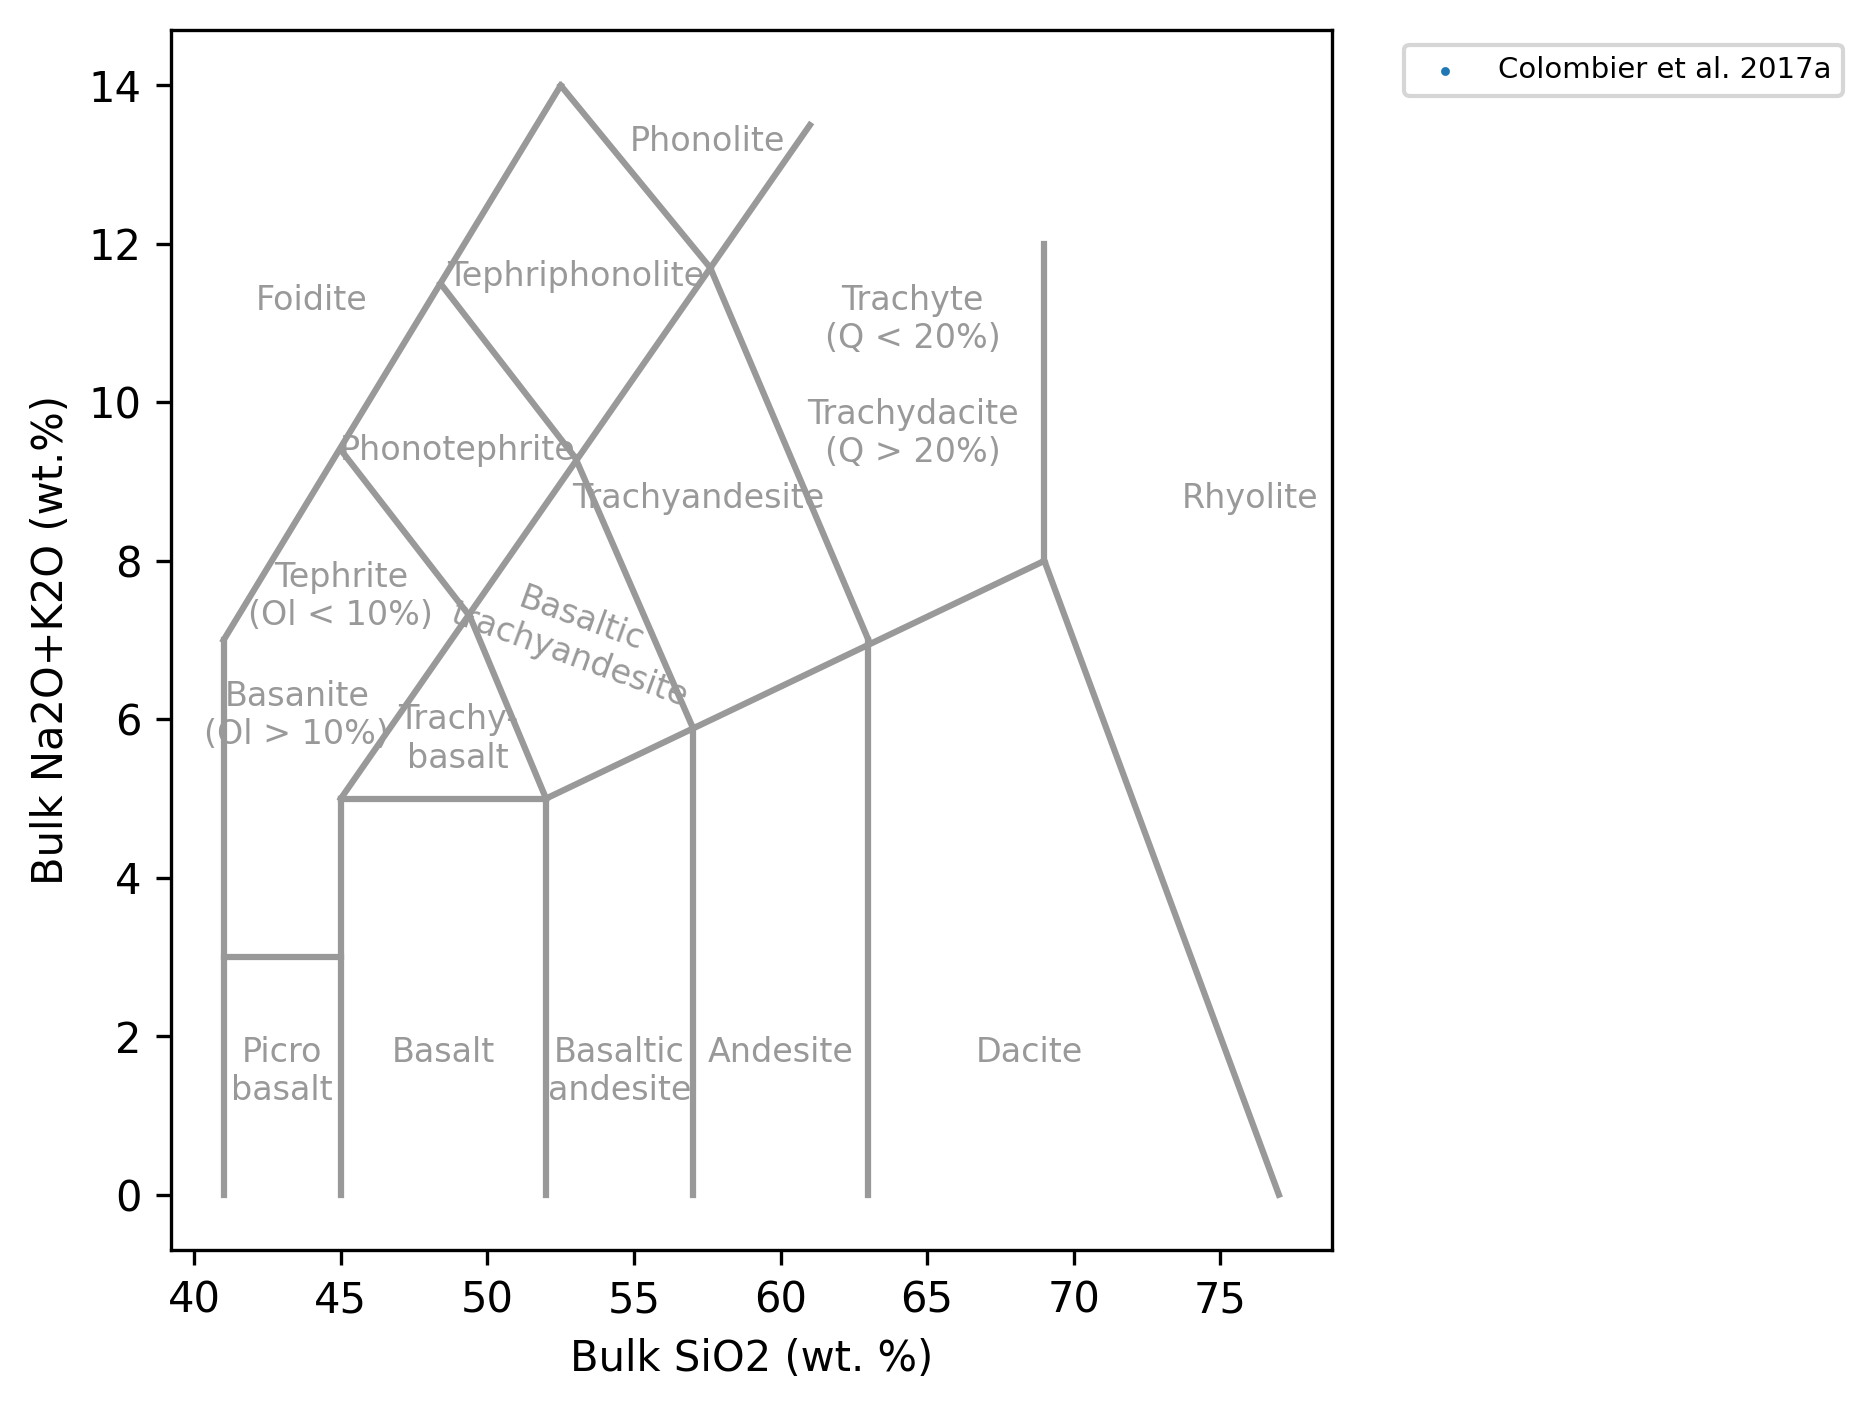 Colombier et al. 2017a
Bulk Na2O+K2O (wt.%)
14
12
10
8
6
4
2
0
Phonolite
Tephriphonolite
Foidite
Trachyte
(Q < 20%)
Trachydacite
(Q > 20%)
Phonotephrite
Trachyandesite
Rhyolite
Tephrite
(Ol < 10%)
Basaltic
trachyandesite
Basanite
(Ol > 10%)
Trachy-
basalt
Picro
basalt
Basalt
Basaltic
andesite
Andesite
Dacite
40 45 50 55 60 65 70 75
Bulk SiO2 (wt. %)